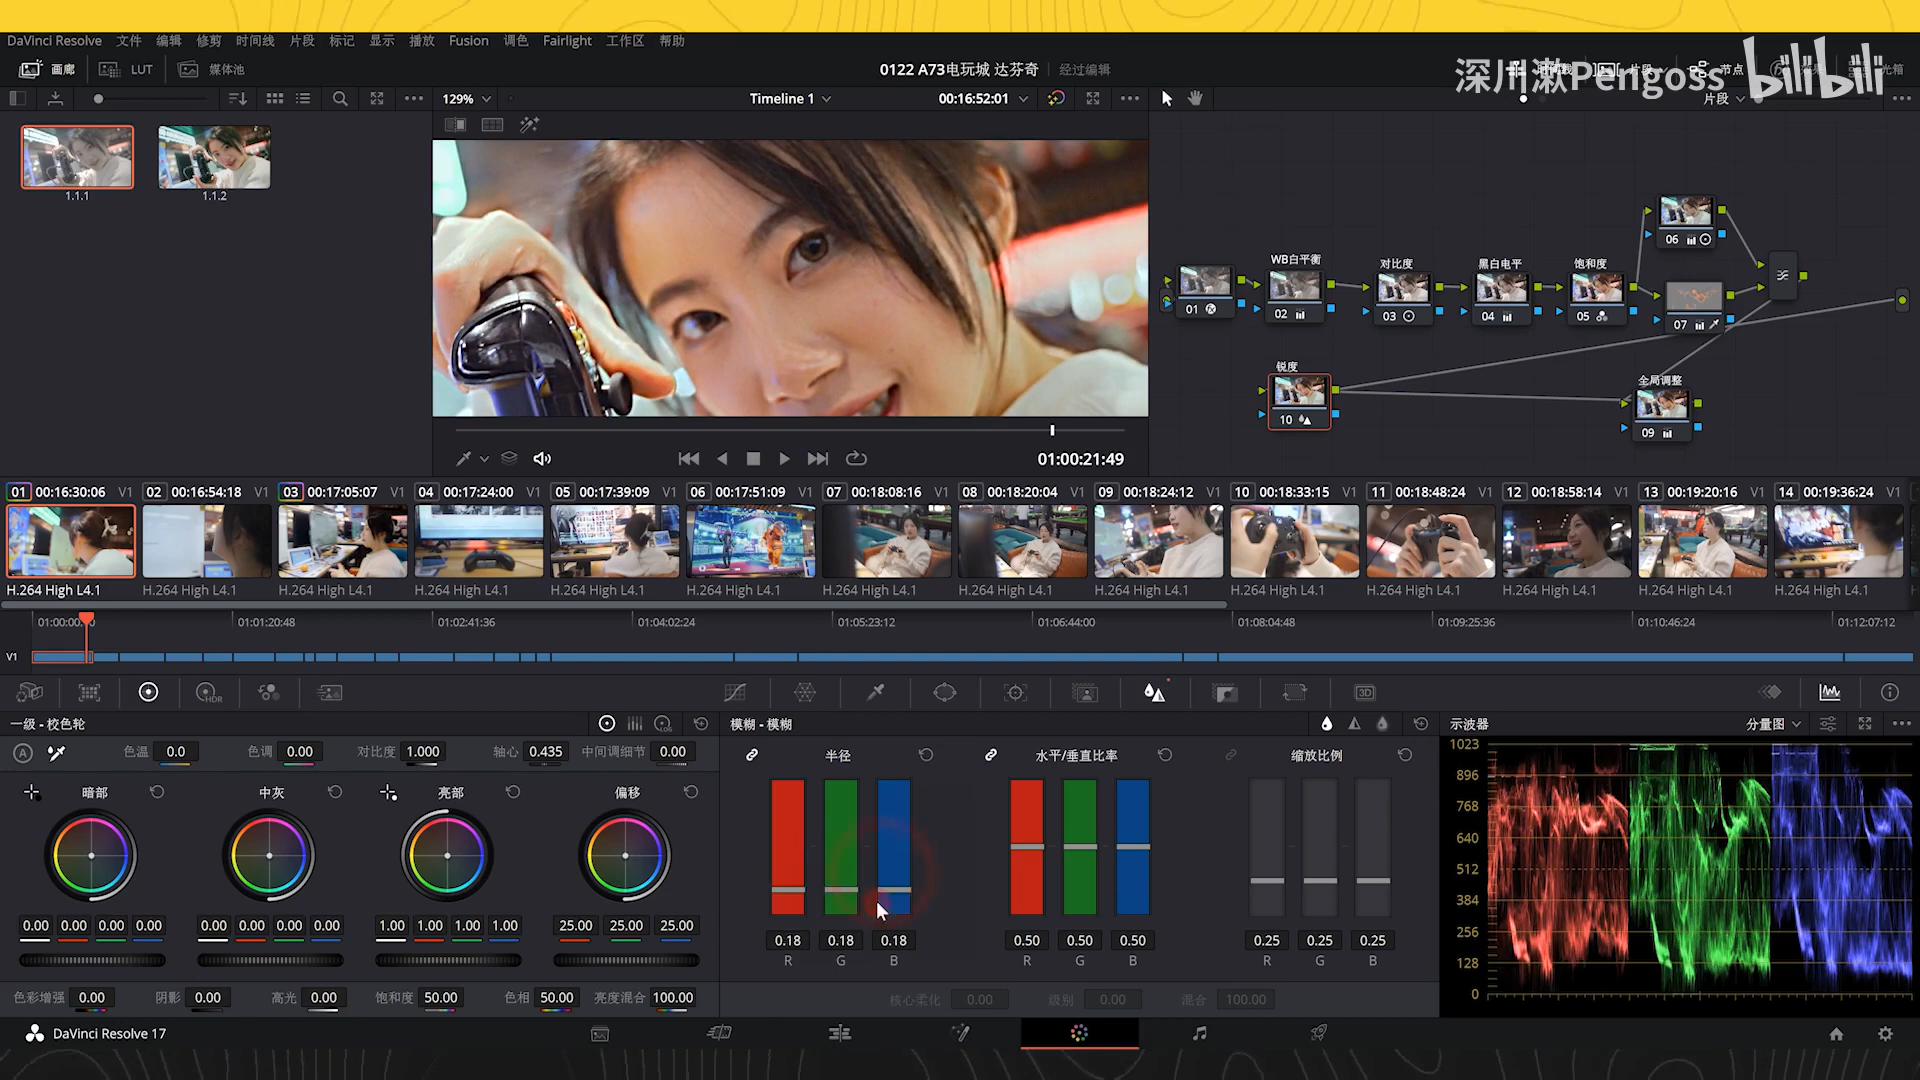 DaVinci Resolve 文件 编辑 修剪 时间线 片段 标记 显示 播放 Fusion 调色 Fairlight 工作区 帮助
画廊 LUT 媒体池 0122 A73电玩城 达芬奇 经过编辑 片段 节点
深川漱Pengoss bilibili
129% Timeline 1 00:16:52:01 片段
1.1.1 1.1.2
06
WB白平衡 对比度 黑白电平 饱和度
01 02 03 04 05 07
锐度 全局调整
10 09
01:00:21:49
01 00:16:30:06 V1 02 00:16:54:18 V1 03 00:17:05:07 V1 04 00:17:24:00 V1 05 00:17:39:09 V1 06 00:17:51:09 V1 07 00:18:08:16 V1 08 00:18:20:04 V1 09 00:18:24:12 V1 10 00:18:33:15 V1 11 00:18:48:24 V1 12 00:18:58:14 V1 13 00:19:20:16 V1 14 00:19:36:24 V1
H.264 High L4.1 H.264 High L4.1 H.264 High L4.1 H.264 High L4.1 H.264 High L4.1 H.264 High L4.1 H.264 High L4.1 H.264 High L4.1 H.264 High L4.1 H.264 High L4.1 H.264 High L4.1 H.264 High L4.1 H.264 High L4.1 H.264 High L4.1
01:00:00 01:01:20:48 01:02:41:36 01:04:02:24 01:05:23:12 01:06:44:00 01:08:04:48 01:09:25:36 01:10:46:24 01:12:07:12
V1
HDR 3D
一级 - 校色轮 LOG 模糊 - 模糊 示波器 分量图
A 色温 0.0 色调 0.00 对比度 1.000 轴心 0.435 中间调细节 0.00
半径 水平/垂直比率 缩放比例
暗部 中灰 亮部 偏移
0.00 0.00 0.00 0.00 0.00 0.00 0.00 0.00 1.00 1.00 1.00 1.00 25.00 25.00 25.00
0.18 0.18 0.18 0.50 0.50 0.50 0.25 0.25 0.25
R G B R G B R G B
1023
896
768
640
512
384
256
128
0
色彩增强 0.00 阴影 0.00 高光 0.00 饱和度 50.00 色相 50.00 亮度混合 100.00
核心柔化 0.00 级别 0.00 混合 100.00
DaVinci Resolve 17